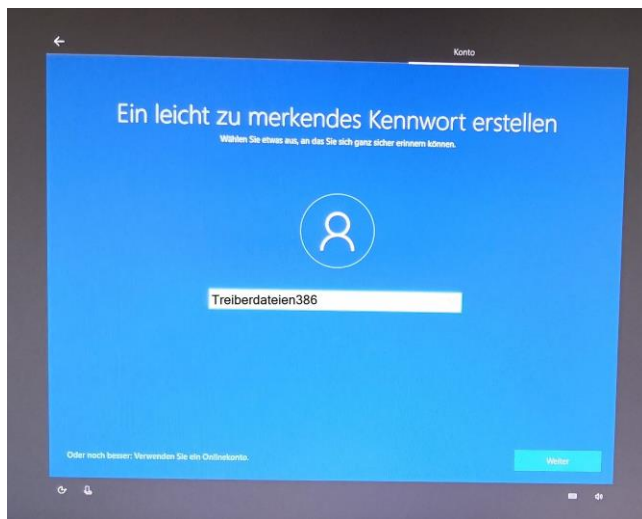 Konto
Ein leicht zu merkendes Kennwort erstellen
Wählen Sie etwas aus, an das Sie sich ganz sicher erinnern können.
Treiberdateien386
Oder noch besser: Verwenden Sie ein Onlinekonto.
Weiter